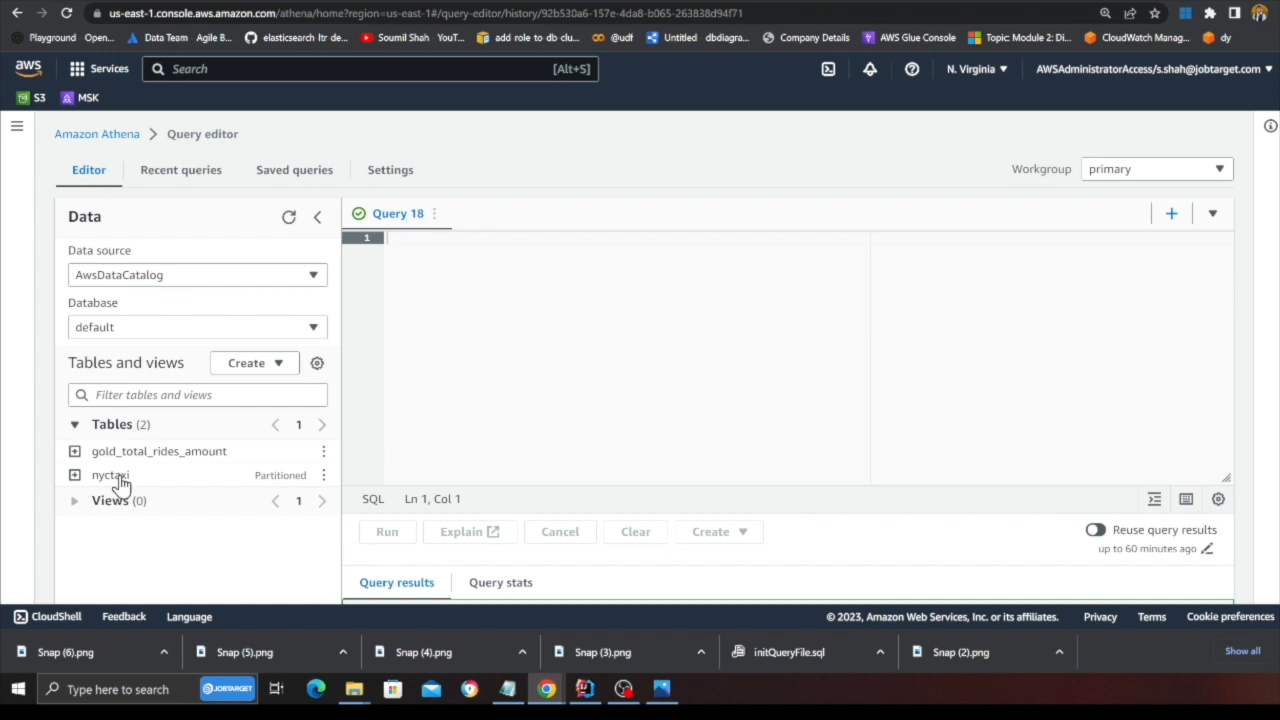 us-east-1.console.aws.amazon.com/athena/home?region=us-east-1#/query-editor/history/92b530a6-157e-4da8-b065-263838d94f71
Playground Open... Data Team Agile B... elasticsearch ltr de... Soumil Shah YouT... add role to db clu... @udf Untitled dbdiagra... Company Details AWS Glue Console Topic: Module 2: Di... CloudWatch Manag... dy
aws Services Search [Alt+S] N. Virginia AWSAdministratorAccess/s.shah@jobtarget.com
S3 MSK
Amazon Athena Query editor
Editor Recent queries Saved queries Settings Workgroup primary
Data Query 18
1
Data source
AwsDataCatalog
Database
default
Tables and views Create
Filter tables and views
Tables (2) 1
gold_total_rides_amount
nyctaxi Partitioned
Views (0) 1
SQL Ln 1, Col 1
Run Explain Cancel Clear Create Reuse query results
up to 60 minutes ago
Query results Query stats
CloudShell Feedback Language © 2023, Amazon Web Services, Inc. or its affiliates. Privacy Terms Cookie preferences
Snap (6).png Snap (5).png Snap (4).png Snap (3).png initQueryFile.sql Snap (2).png Show all
Type here to search JOBTARGET